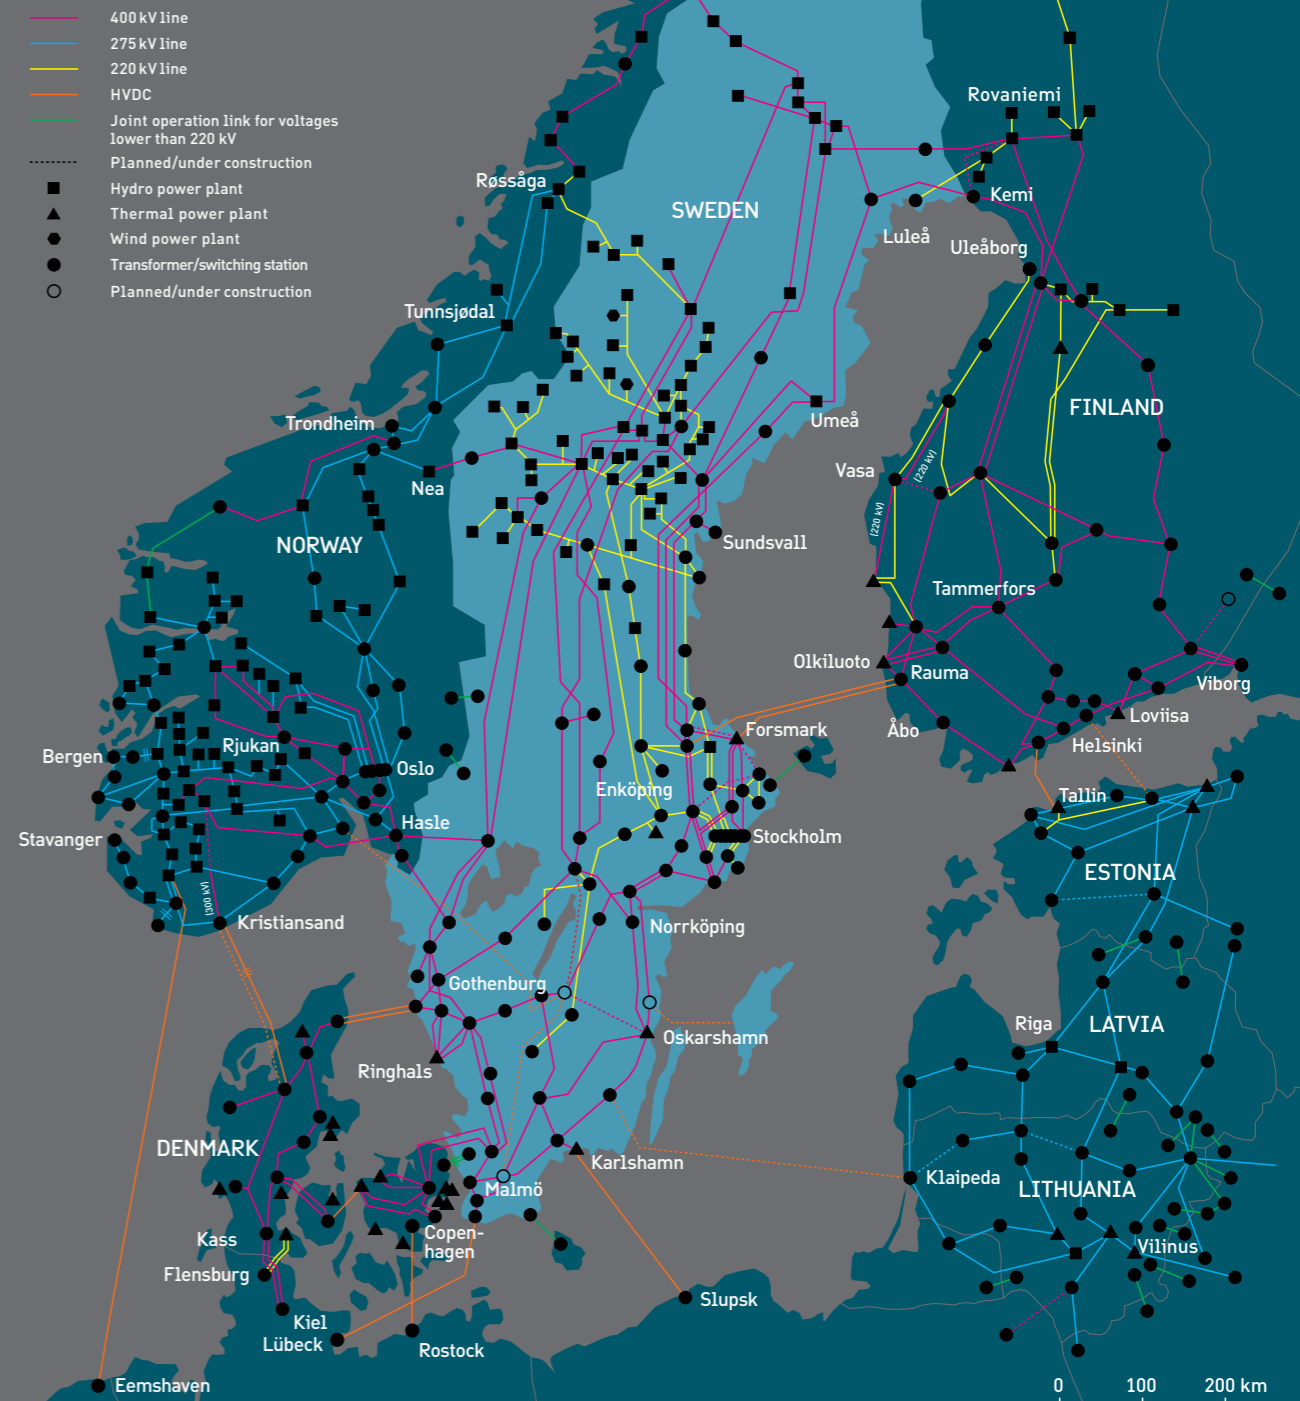 400 kV line
275 kV line
220 kV line
HVDC
Joint operation link for voltages
lower than 220 kV
Planned/under construction
Hydro power plant
Thermal power plant
Wind power plant
Transformer/switching station
Planned/under construction
Rovaniemi
Røssåga
Kemi
SWEDEN
Luleå
Uleåborg
Tunnsjødal
FINLAND
Umeå
Trondheim
Vasa
(220 kV)
Nea
(220 kV)
NORWAY
Sundsvall
Tammerfors
Olkiluoto
Rauma
Viborg
Loviisa
Forsmark
Åbo
Helsinki
Rjukan
Bergen
Oslo
Enköping
Tallin
Hasle
Stavanger
Stockholm
ESTONIA
(300 kV)
Kristiansand
Norrköping
Gothenburg
Riga
LATVIA
Oskarshamn
Ringhals
DENMARK
Karlshamn
Klaipeda
LITHUANIA
Malmö
Kass
Copen-
hagen
Vilinus
Flensburg
Slupsk
Kiel
Lübeck
Rostock
Eemshaven
0 100 200 km